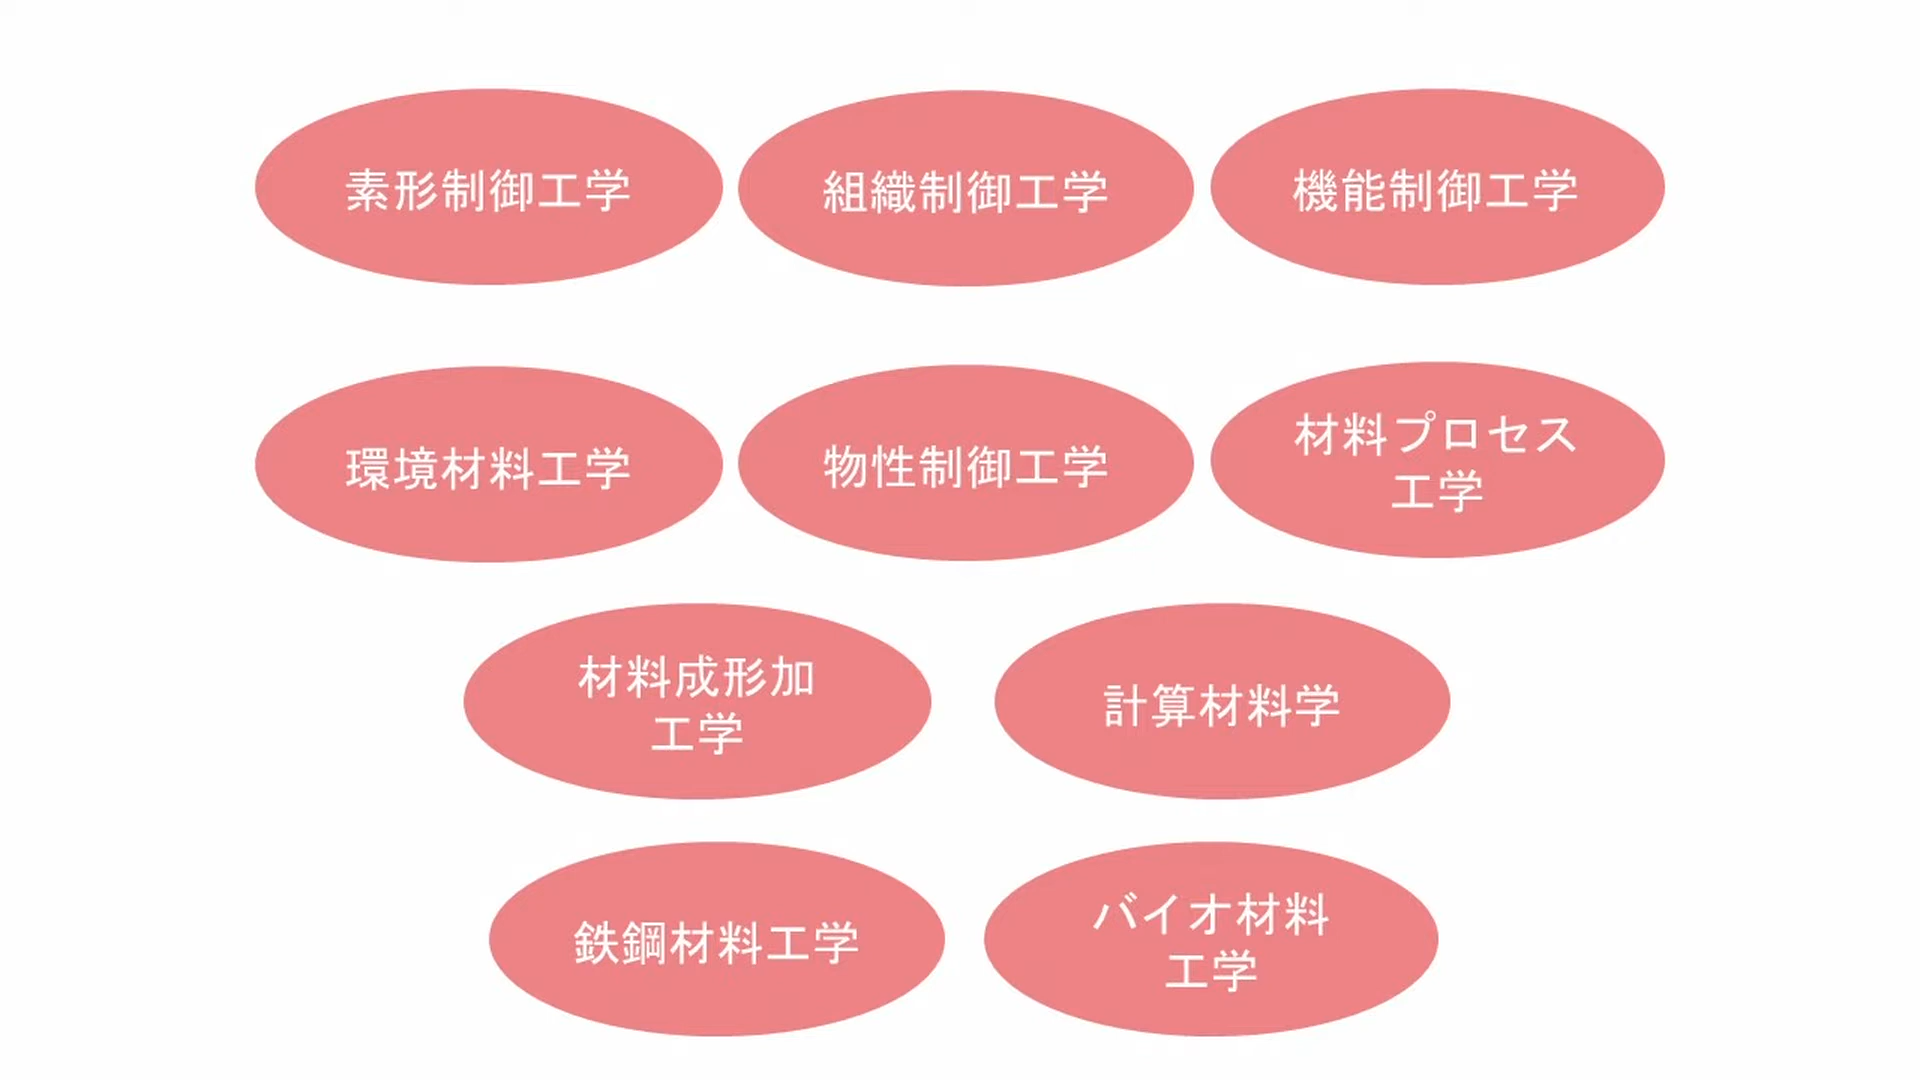 素形制御工学
組織制御工学
機能制御工学
環境材料工学
物性制御工学
材料プロセス
工学
材料成形加
工学
計算材料学
鉄鋼材料工学
バイオ材料
工学